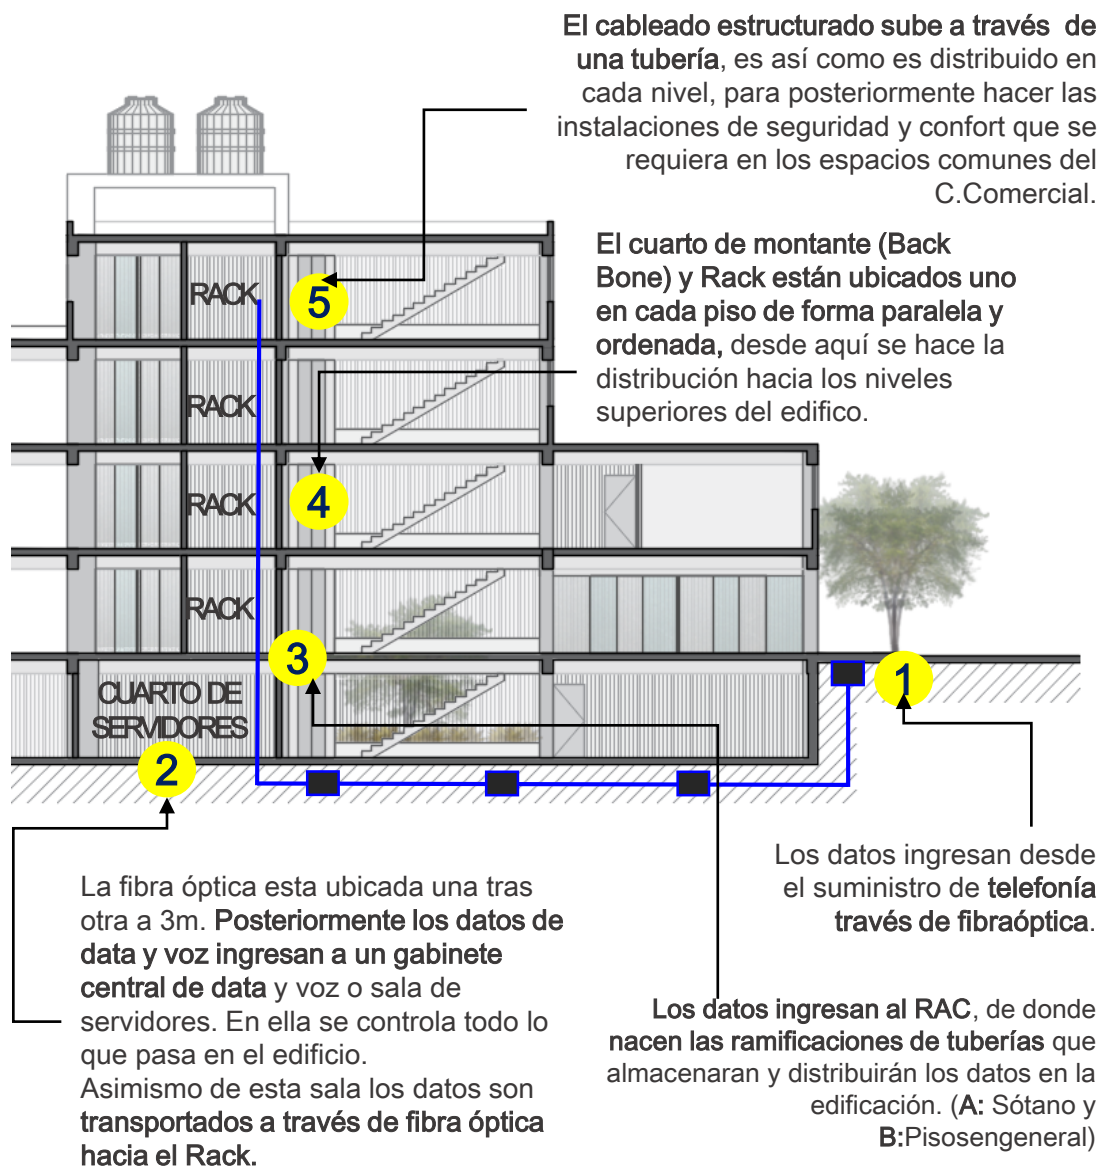 El cableado estructurado sube a través de
una tubería, es así como es distribuido en
cada nivel, para posteriormente hacer las
instalaciones de seguridad y confort que se
requiera en los espacios comunes del
C.Comercial.
El cuarto de montante (Back
Bone) y Rack están ubicados uno
en cada piso de forma paralela y
ordenada, desde aquí se hace la
distribución hacia los niveles
superiores del edifico.
RACK
5
RACK
RACK
4
RACK
3
CUARTO DE
SERVIDORES
2
1
Los datos ingresan desde
el suministro de telefonía
través de fibraóptica.
La fibra óptica esta ubicada una tras
otra a 3m. Posteriormente los datos de
data y voz ingresan a un gabinete
central de data y voz o sala de
servidores. En ella se controla todo lo
que pasa en el edificio.
Asimismo de esta sala los datos son
transportados a través de fibra óptica
hacia el Rack.
Los datos ingresan al RAC, de donde
nacen las ramificaciones de tuberías que
almacenaran y distribuirán los datos en la
edificación. (A: Sótano y
B:Pisosengeneral)